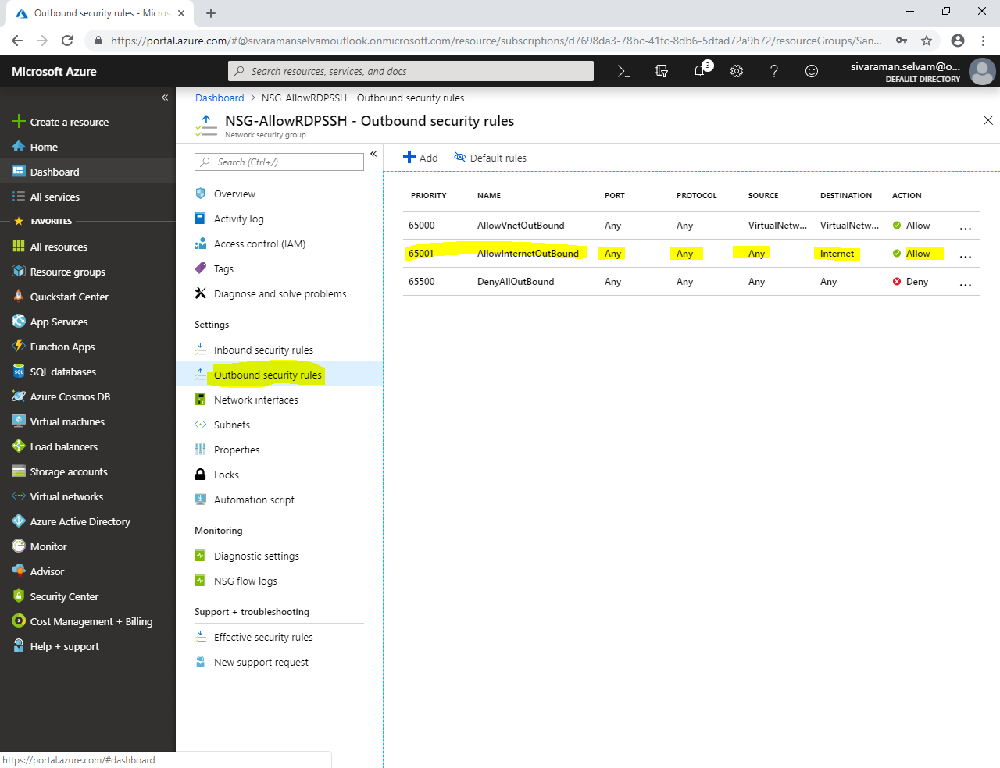 Outbound security rules - Micros
https://portal.azure.com/#@sivaramanselvamoutlook.onmicrosoft.com/resource/subscriptions/d7698da3-78bc-41fc-8db6-5dfad72a9b72/resourceGroups/San...
Microsoft Azure
Search resources, services, and docs
3
sivaraman.selvam@o...
DEFAULT DIRECTORY
Create a resource
Home
Dashboard
All services
FAVORITES
All resources
Resource groups
Quickstart Center
App Services
Function Apps
SQL databases
Azure Cosmos DB
Virtual machines
Load balancers
Storage accounts
Virtual networks
Azure Active Directory
Monitor
Advisor
Security Center
Cost Management + Billing
Help + support
https://portal.azure.com/#dashboard
Dashboard > NSG-AllowRDPSSH - Outbound security rules
NSG-AllowRDPSSH - Outbound security rules
Network security group
Search (Ctrl+/)
Overview
Activity log
Access control (IAM)
Tags
Diagnose and solve problems
Settings
Inbound security rules
Outbound security rules
Network interfaces
Subnets
Properties
Locks
Automation script
Monitoring
Diagnostic settings
NSG flow logs
Support + troubleshooting
Effective security rules
New support request
Add Default rules
PRIORITY NAME PORT PROTOCOL SOURCE DESTINATION ACTION
65000 AllowVnetOutBound Any Any VirtualNetw... VirtualNetw... Allow ...
65001 AllowInternetOutBound Any Any Any Internet Allow ...
65500 DenyAllOutBound Any Any Any Any Deny ...